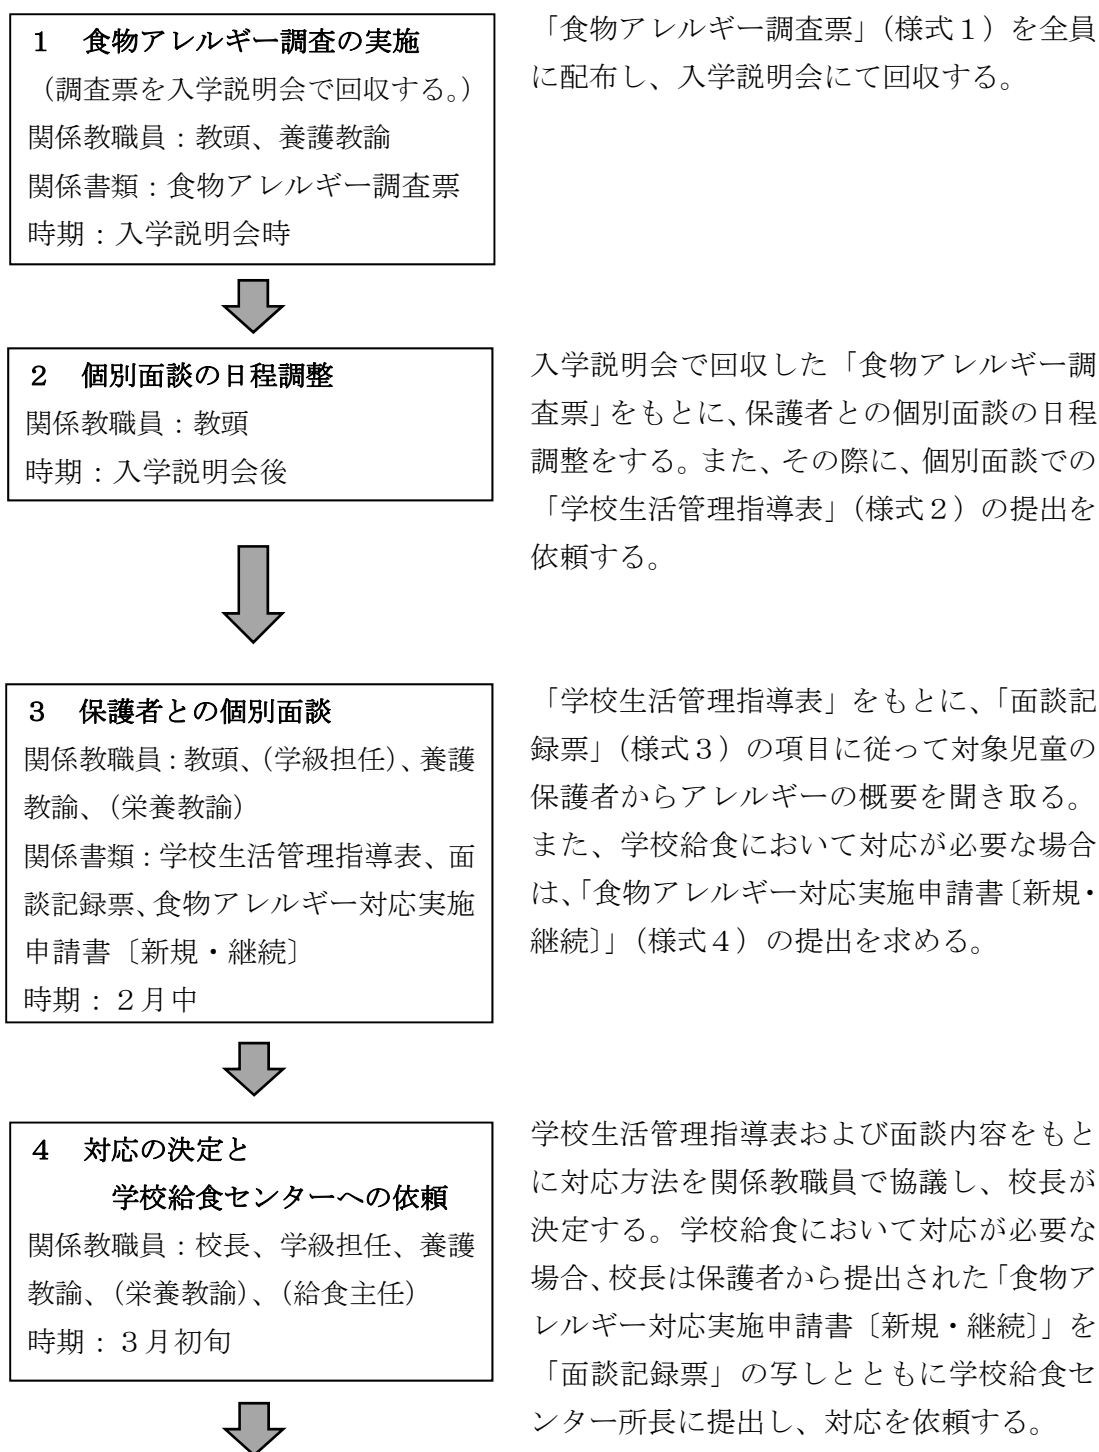 １　食物アレルギー調査の実施
（調査票を入学説明会で回収する。）
関係教職員：教頭、養護教諭
関係書類：食物アレルギー調査票
時期：入学説明会時
「食物アレルギー調査票」（様式１）を全員
に配布し、入学説明会にて回収する。
２　個別面談の日程調整
関係教職員：教頭
時期：入学説明会後
入学説明会で回収した「食物アレルギー調
査票」をもとに、保護者との個別面談の日程
調整をする。また、その際に、個別面談での
「学校生活管理指導表」（様式２）の提出を
依頼する。
３　保護者との個別面談
関係教職員：教頭、（学級担任）、養護
教諭、（栄養教諭）
関係書類：学校生活管理指導表、面
談記録票、食物アレルギー対応実施
申請書〔新規・継続〕
時期：２月中
「学校生活管理指導表」をもとに、「面談記
録票」（様式３）の項目に従って対象児童の
保護者からアレルギーの概要を聞き取る。
また、学校給食において対応が必要な場合
は、「食物アレルギー対応実施申請書〔新規・
継続〕」（様式４）の提出を求める。
４　対応の決定と
学校給食センターへの依頼
関係教職員：校長、学級担任、養護
教諭、（栄養教諭）、（給食主任）
時期：３月初旬
学校生活管理指導表および面談内容をもと
に対応方法を関係教職員で協議し、校長が
決定する。学校給食において対応が必要な
場合、校長は保護者から提出された「食物ア
レルギー対応実施申請書〔新規・継続〕」を
「面談記録票」の写しとともに学校給食セ
ンター所長に提出し、対応を依頼する。